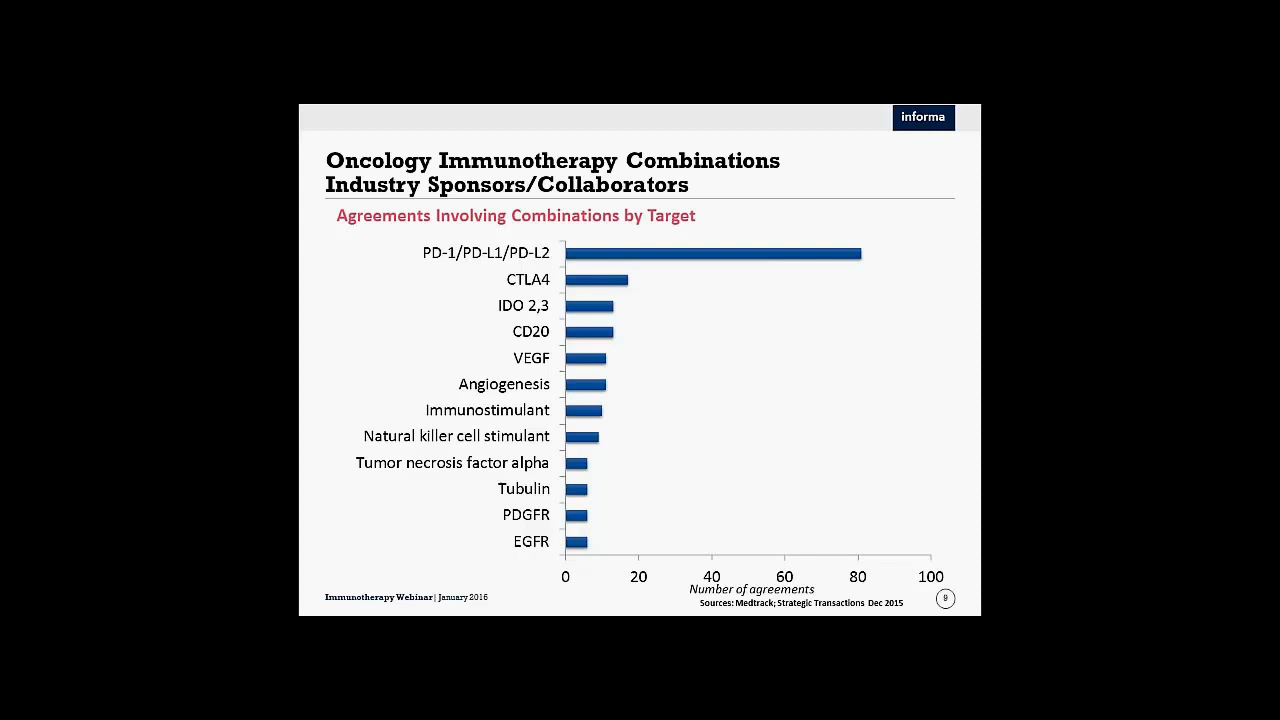 informa
Oncology Immunotherapy Combinations
Industry Sponsors/Collaborators
Agreements Involving Combinations by Target
PD-1/PD-L1/PD-L2
CTLA4
IDO 2,3
CD20
VEGF
Angiogenesis
Immunostimulant
Natural killer cell stimulant
Tumor necrosis factor alpha
Tubulin
PDGFR
EGFR
0 20 40 60 80 100
Number of agreements
Immunotherapy Webinar| January 2016
Sources: Medtrack; Strategic Transactions Dec 2015
9